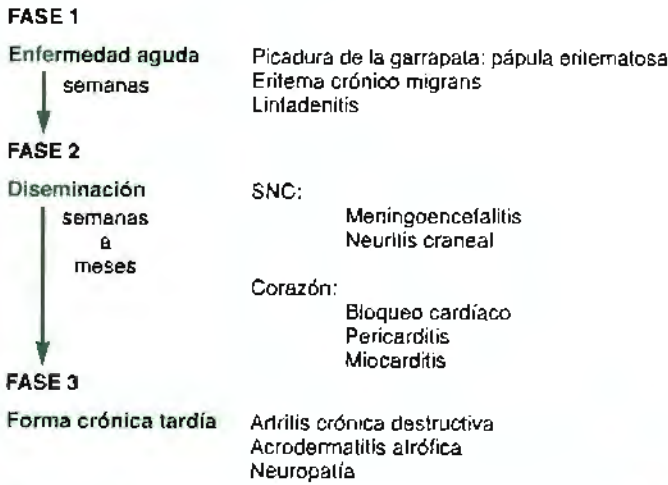 FASE 1
Enfermedad aguda
semanas
Picadura de la garrapata: pápula eritematosa
Eritema crónico migrans
Linfadenitis
FASE 2
Diseminación
semanas
a
meses
SNC:
Meningoencefalitis
Neuritis craneal
Corazón:
Bloqueo cardíaco
Pericarditis
Miocarditis
FASE 3
Forma crónica tardía
Artritis crónica destructiva
Acrodermatitis atrófica
Neuropatía